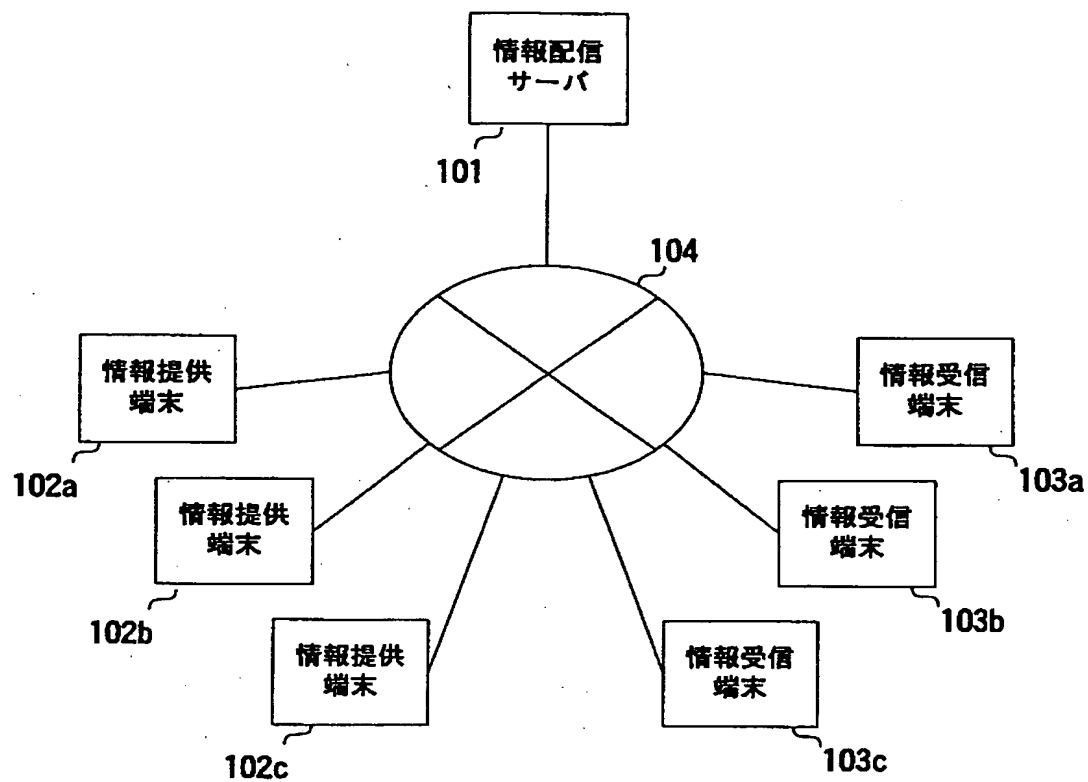 情報配信
サーバ
101
104
情報提供
端末
102a
情報受信
端末
103a
情報提供
端末
102b
情報受信
端末
103b
情報提供
端末
102c
情報受信
端末
103c